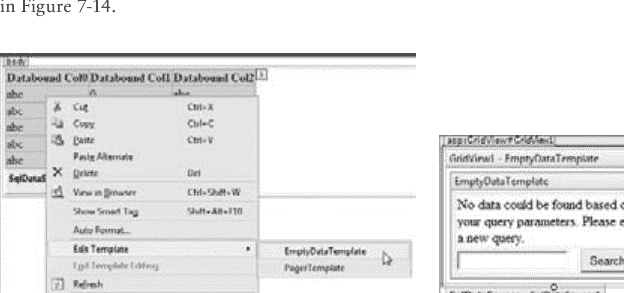 in Figure 7-14.
body
Databound Col0 Databound Col1 Databound Col2
abc 0 abc
abc
abc
abc
abc
SqlDataS
Cut Ctrl+X
Copy Ctrl+C
Paste Ctrl+V
Paste Alternate
Delete Del
View in Browser Ctrl+Shift+W
Show Smart Tag Shift+Alt+F10
Auto Format...
Edit Template
End Template Editing
Refresh
EmptyDataTemplate
PagerTemplate
asp:GridView#GridView1
GridView1 - EmptyDataTemplate
EmptyDataTemplate
No data could be found based
your query parameters. Please
a new query.
Search